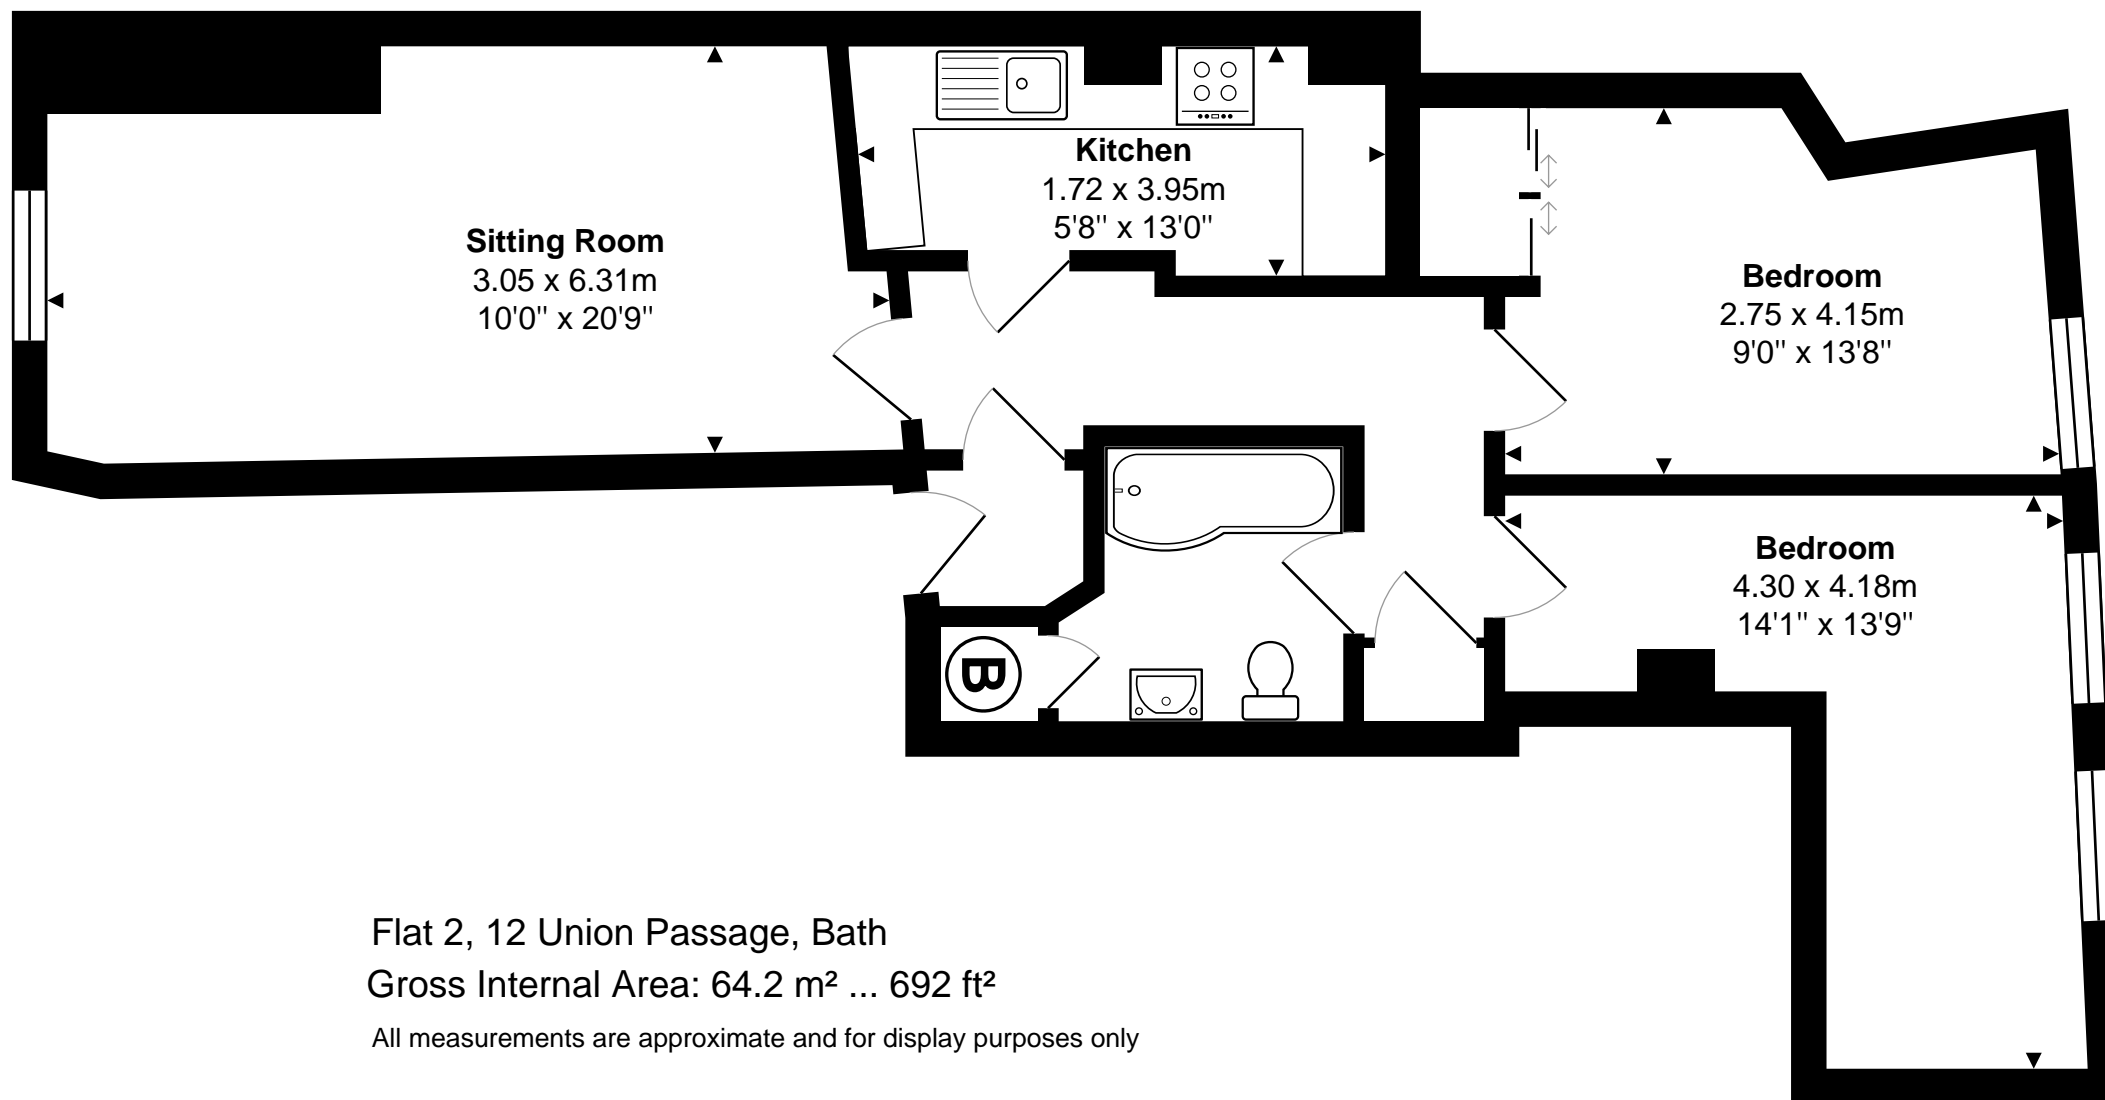 Kitchen
1.72 x 3.95m
5'8" x 13'0"
Sitting Room
3.05 x 6.31m
10'0" x 20'9"
Bedroom
2.75 x 4.15m
9'0" x 13'8"
Bedroom
4.30 x 4.18m
14'1" x 13'9"
B
Flat 2, 12 Union Passage, Bath
Gross Internal Area: 64.2 m² ... 692 ft²
All measurements are approximate and for display purposes only